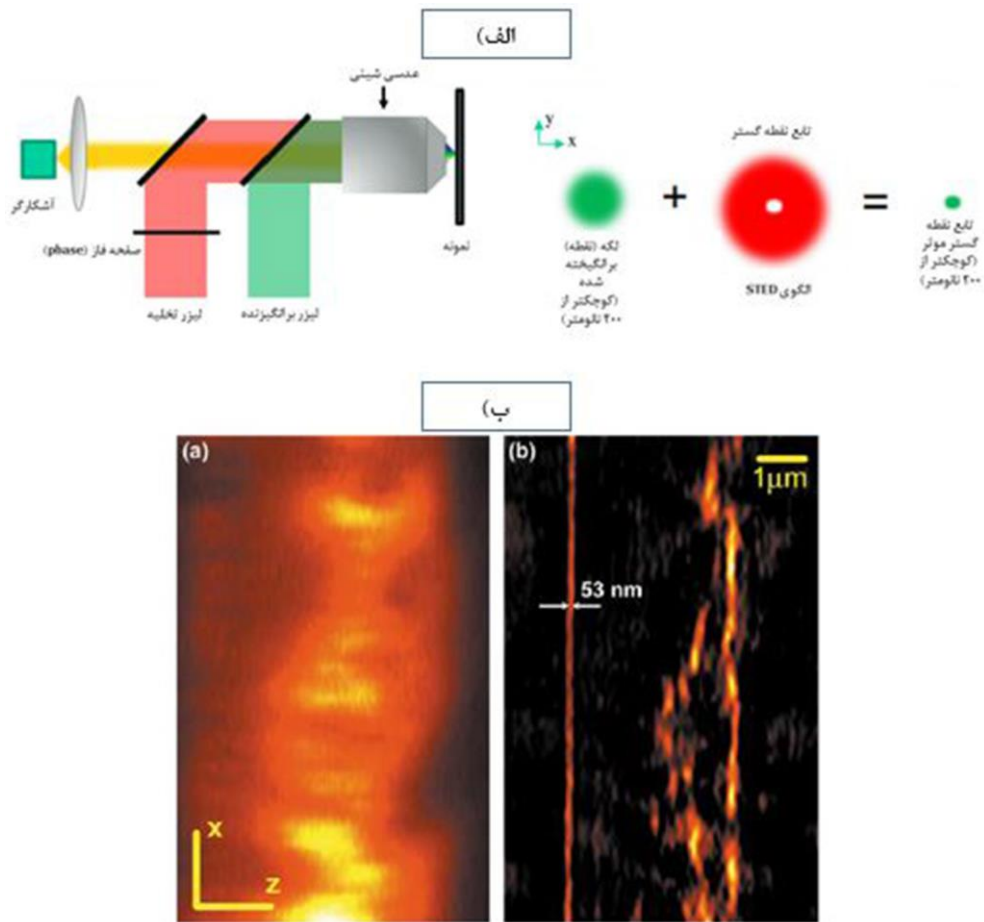 الف)
عدسی شیئی
آشکارگر
صفحه فاز (phase)
لیزر تخلیه
لیزر برانگیزنده
نمونه
y
x
لکه (نقطه)
برانگیخته
شده
(کوچکتر از
۲۰۰ نانومتر)
+
تابع نقطه گستر
الگوی STED
=
تابع نقطه
گستر موثر
(کوچکتر از
۲۰۰ نانومتر)
ب)
(a)
x
z
(b)
1µm
53 nm